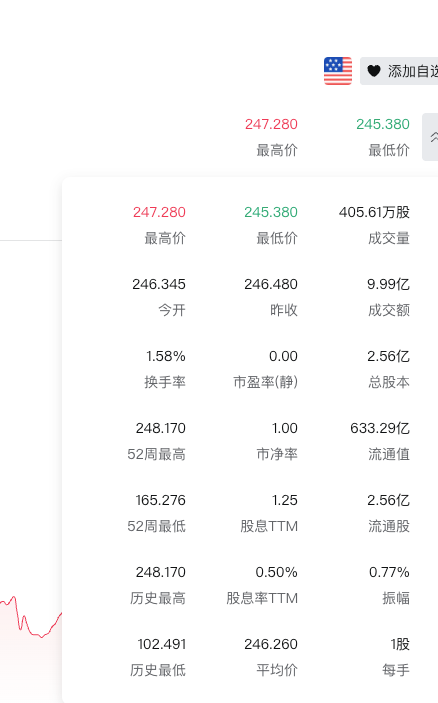 添加自选
247.280 245.380
最高价 最低价
247.280 245.380 405.61万股
最高价 最低价 成交量
246.345 246.480 9.99亿
今开 昨收 成交额
1.58% 0.00 2.56亿
换手率 市盈率(静) 总股本
248.170 1.00 633.29亿
52周最高 市净率 流通值
165.276 1.25 2.56亿
52周最低 股息TTM 流通股
248.170 0.50% 0.77%
历史最高 股息率TTM 振幅
102.491 246.260 1股
历史最低 平均价 每手